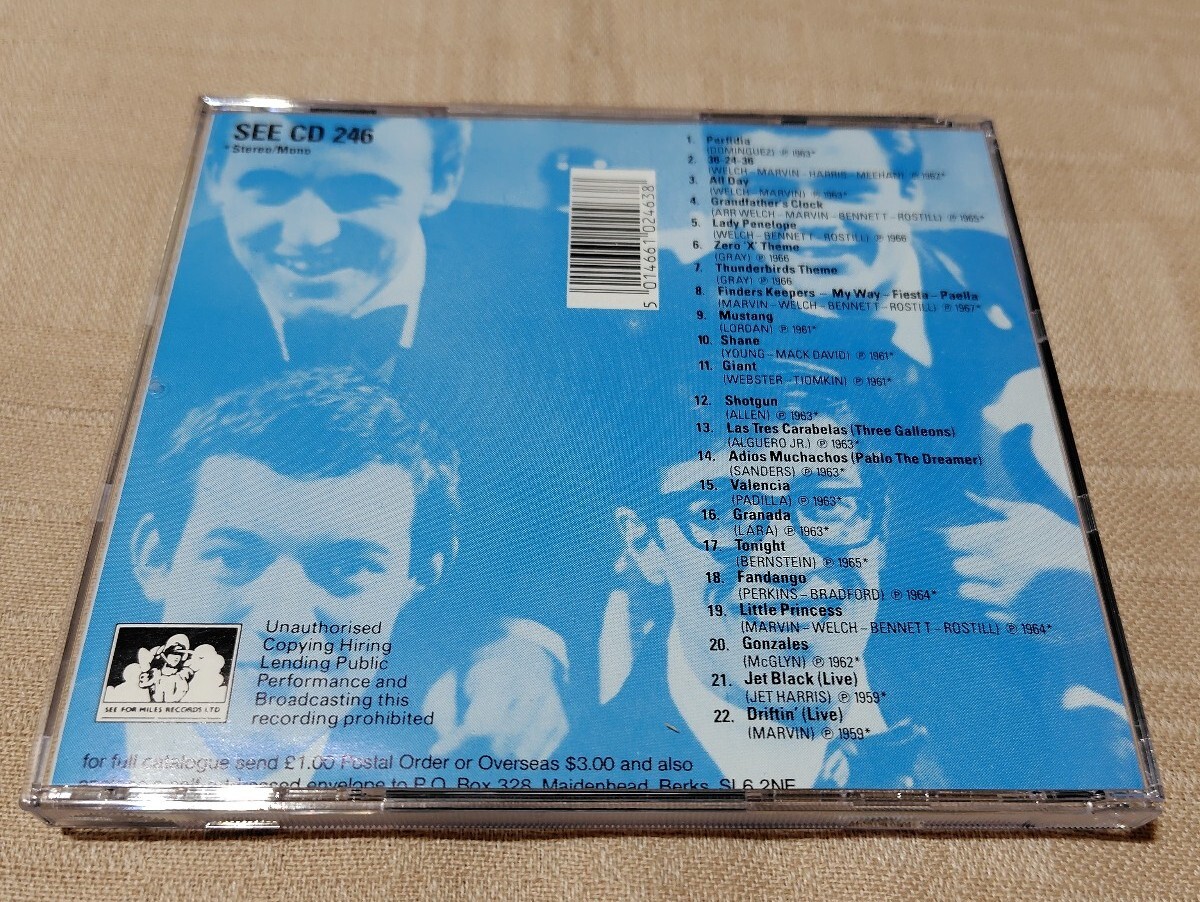 SEE CD 246
*Stereo/Mono
5 014661 024638
1. Perfidia
(DOMINQUEZ) ℗ 1963*
2. 36-24-36
(WELCH – MARVIN – HARRIS – MEEHAN) ℗ 1962*
3. All Day
(WELCH – MARVIN) ℗ 1963*
4. Grandfather's Clock
(ARR WELCH – MARVIN – BENNETT – ROSTILL) ℗ 1965*
5. Lady Penelope
(WELCH – BENNETT – ROSTILL) ℗ 1966
6. Zero 'X' Theme
(GRAY) ℗ 1966
7. Thunderbirds Theme
(GRAY) ℗ 1966
8. Finders Keepers – My Way – Fiesta – Paella
(MARVIN – WELCH – BENNETT – ROSTILL) ℗ 1967*
9. Mustang
(LORDAN) ℗ 1961*
10. Shane
(YOUNG – MACK DAVID) ℗ 1961*
11. Giant
(WEBSTER – TIOMKIN) ℗ 1961*
12. Shotgun
(ALLEN) ℗ 1963*
13. Las Tres Carabelas (Three Galleons)
(ALGUERO JR.) ℗ 1963*
14. Adios Muchachos (Pablo The Dreamer)
(SANDERS) ℗ 1963*
15. Valencia
(PADILLA) ℗ 1963*
16. Granada
(LARA) ℗ 1963*
17. Tonight
(BERNSTEIN) ℗ 1965*
18. Fandango
(PERKINS – BRADFORD) ℗ 1964*
19. Little Princess
(MARVIN – WELCH – BENNETT – ROSTILL) ℗ 1964*
20. Gonzales
(McGLYN) ℗ 1962*
21. Jet Black (Live)
(JET HARRIS) ℗ 1959*
22. Driftin' (Live)
(MARVIN) ℗ 1959*
SEE FOR MILES RECORDS LTD
Unauthorised
Copying Hiring
Lending Public
Performance and
Broadcasting this
recording prohibited
for full catalogue send £1.00 Postal Order or Overseas $3.00 and also
envelope to P.O. Box 328, Maidenhead, Berks. SL6 2NE